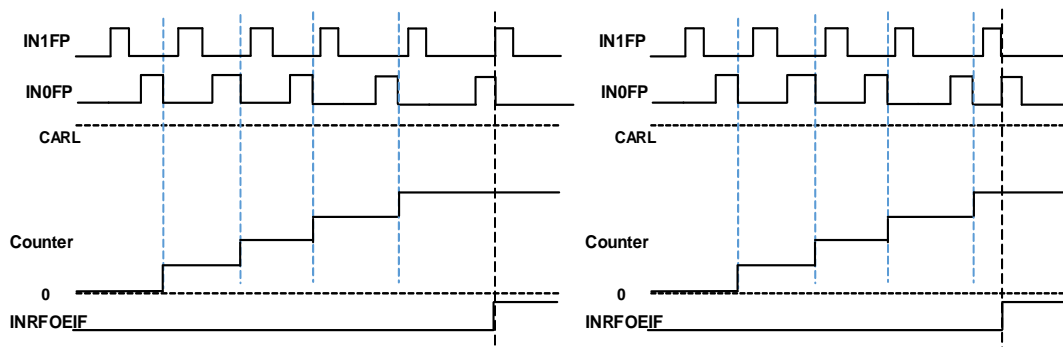 IN1FP
IN0FP
CARL
Counter
0
INRFOEIF
IN1FP
IN0FP
CARL
Counter
0
INRFOEIF